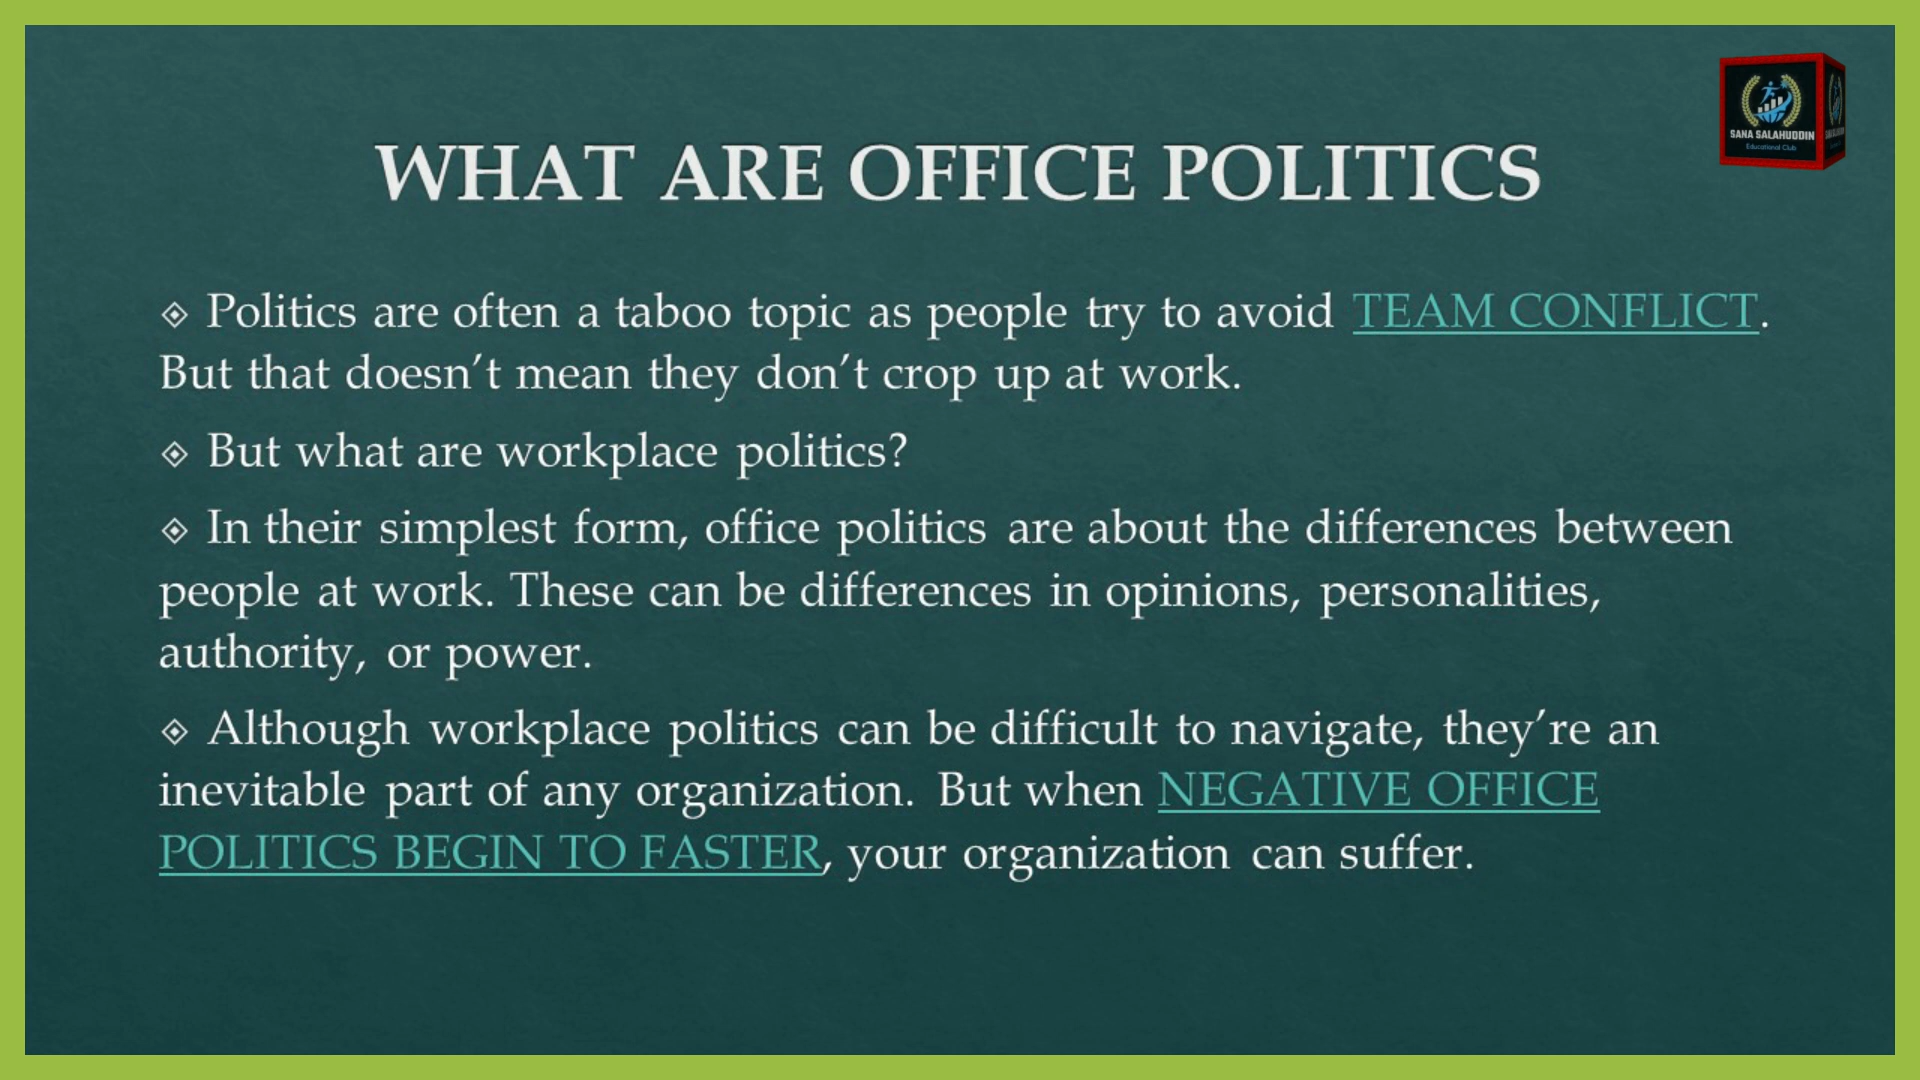 SANA SALAHUDDIN
Educational Club
WHAT ARE OFFICE POLITICS
Politics are often a taboo topic as people try to avoid TEAM CONFLICT.
But that doesn’t mean they don’t crop up at work.
But what are workplace politics?
In their simplest form, office politics are about the differences between
people at work. These can be differences in opinions, personalities,
authority, or power.
Although workplace politics can be difficult to navigate, they’re an
inevitable part of any organization. But when NEGATIVE OFFICE
POLITICS BEGIN TO FASTER, your organization can suffer.